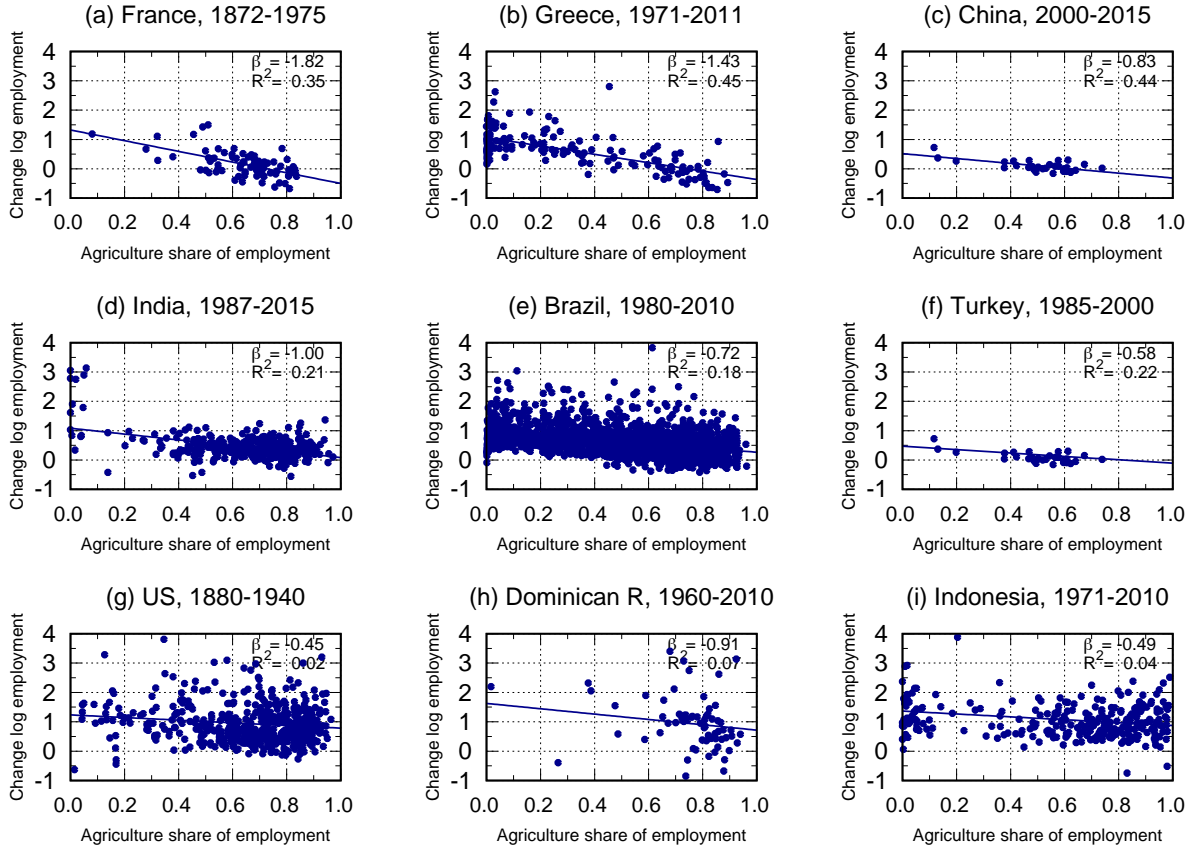 (a) France, 1872-1975
Change log employment
4
3
2
1
0
-1
β = -1.82
R2 = 0.35
0.0 0.2 0.4 0.6 0.8 1.0
Agriculture share of employment
(b) Greece, 1971-2011
Change log employment
4
3
2
1
0
-1
β = -1.43
R2 = 0.45
0.0 0.2 0.4 0.6 0.8 1.0
Agriculture share of employment
(c) China, 2000-2015
Change log employment
4
3
2
1
0
-1
β = -0.83
R2 = 0.44
0.0 0.2 0.4 0.6 0.8 1.0
Agriculture share of employment
(d) India, 1987-2015
Change log employment
4
3
2
1
0
-1
β = -1.00
R2 = 0.21
0.0 0.2 0.4 0.6 0.8 1.0
Agriculture share of employment
(e) Brazil, 1980-2010
Change log employment
4
3
2
1
0
-1
β = -0.72
R2 = 0.18
0.0 0.2 0.4 0.6 0.8 1.0
Agriculture share of employment
(f) Turkey, 1985-2000
Change log employment
4
3
2
1
0
-1
β = -0.58
R2 = 0.22
0.0 0.2 0.4 0.6 0.8 1.0
Agriculture share of employment
(g) US, 1880-1940
Change log employment
4
3
2
1
0
-1
β = -0.45
R2 = 0.02
0.0 0.2 0.4 0.6 0.8 1.0
Agriculture share of employment
(h) Dominican R, 1960-2010
Change log employment
4
3
2
1
0
-1
β = -0.91
R2 = 0.07
0.0 0.2 0.4 0.6 0.8 1.0
Agriculture share of employment
(i) Indonesia, 1971-2010
Change log employment
4
3
2
1
0
-1
β = -0.49
R2 = 0.04
0.0 0.2 0.4 0.6 0.8 1.0
Agriculture share of employment